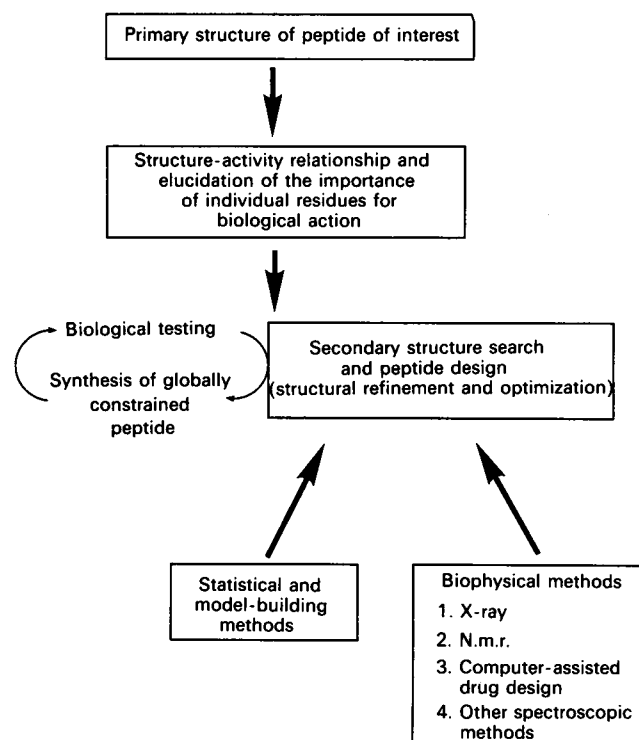 Primary structure of peptide of interest
Structure-activity relationship and
elucidation of the importance
of individual residues for
biological action
Biological testing
Synthesis of globally
constrained
peptide
Secondary structure search
and peptide design
(structural refinement and optimization)
Statistical and
model-building
methods
Biophysical methods
1. X-ray
2. N.m.r.
3. Computer-assisted
drug design
4. Other spectroscopic
methods